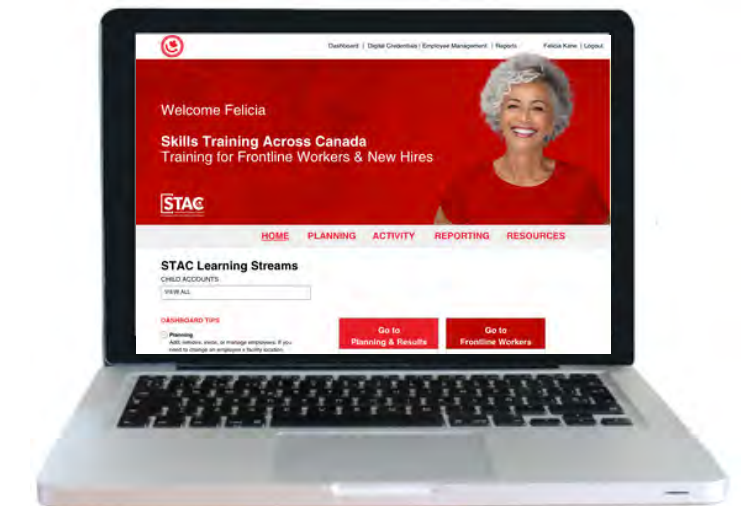 Dashboard | Digital Credentials | Employee Management | Reports Felicia Kane | Logout
Welcome Felicia
Skills Training Across Canada
Training for Frontline Workers & New Hires
STAC
HOME PLANNING ACTIVITY REPORTING RESOURCES
STAC Learning Streams
CHILD ACCOUNTS
VIEW ALL
DASHBOARD TIPS
Planning
Add, remove, move, or manage employees. If you
need to change an employee's facility location,
Go to
Planning & Results
Go to
Frontline Workers